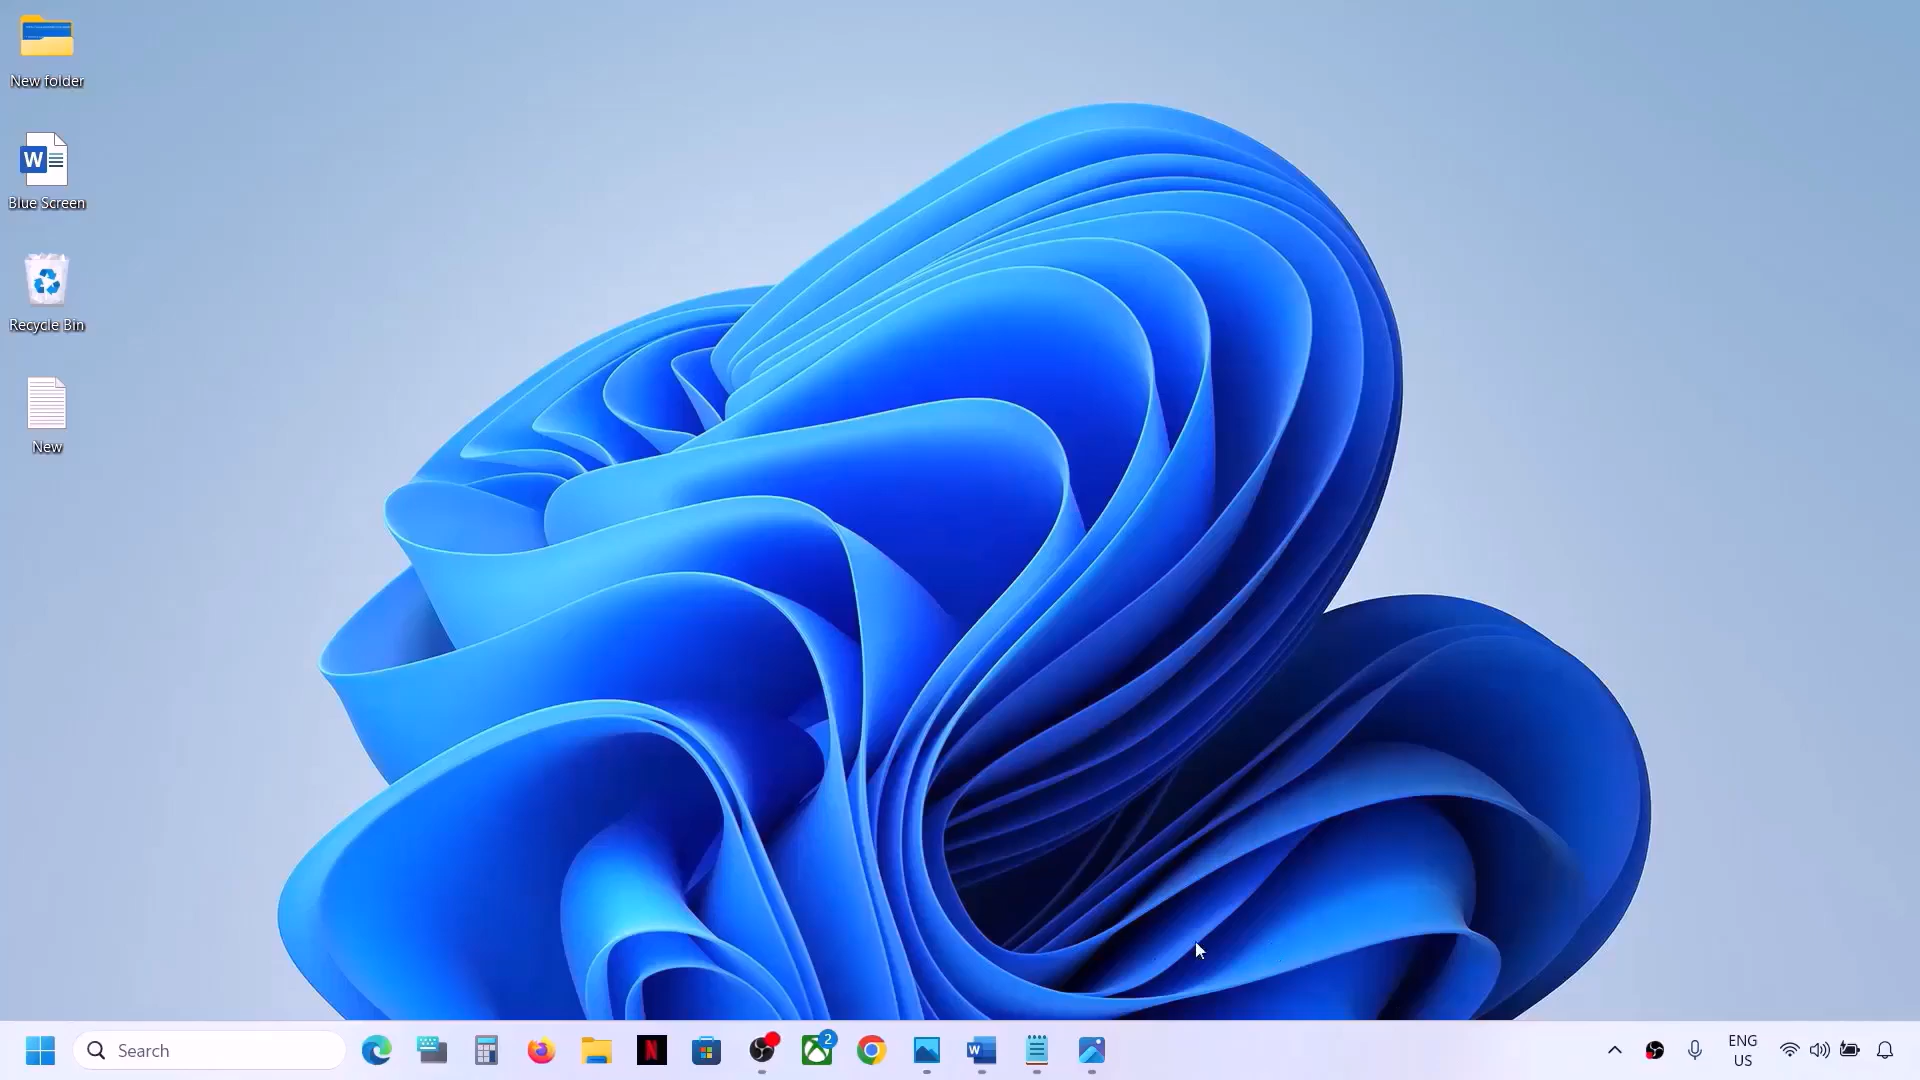 New folder
W
Blue Screen
Recycle Bin
New
Search
N
2
W
ENG
US